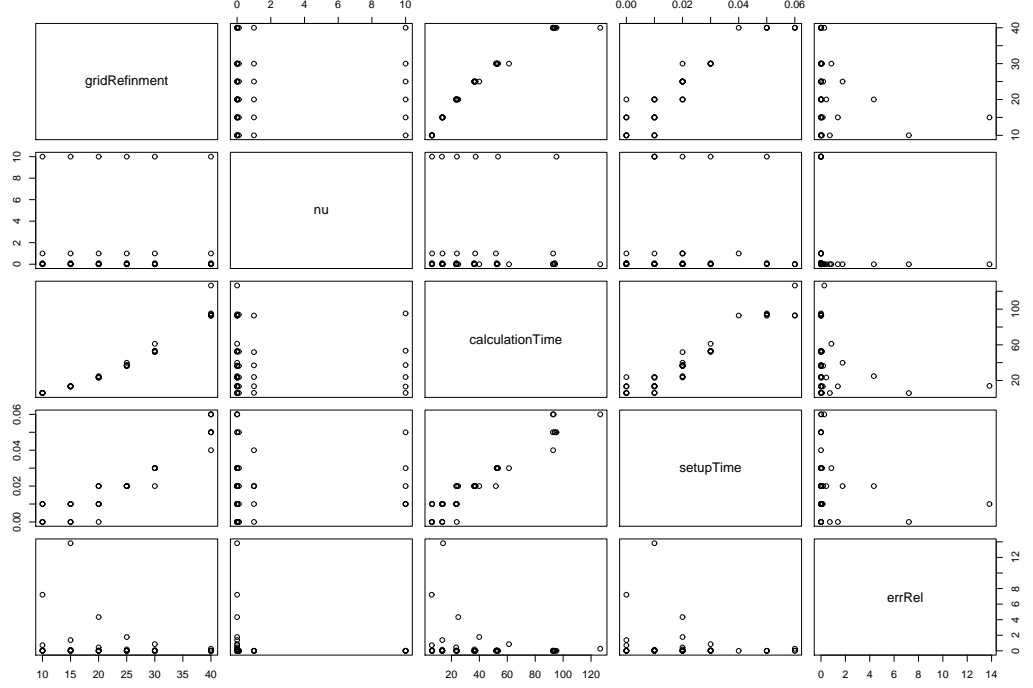 0 2 4 6 8 10
0.00 0.02 0.04 0.06
gridRefinment
10 20 30 40
0 2 4 6 8 10
nu
calculationTime
20 60 100
0.00 0.02 0.04 0.06
setupTime
errRel
0 2 4 6 8 12
10 15 20 25 30 35 40
20 40 60 80 100 120
0 2 4 6 8 10 12 14